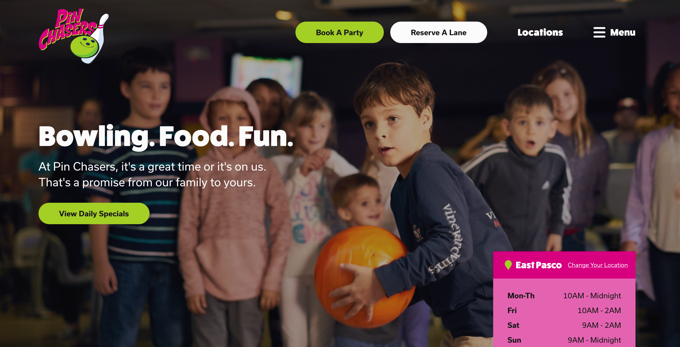 PIN
CHASERS
Book A Party
Reserve A Lane
Locations
Menu
Bowling. Food. Fun.
At Pin Chasers, it's a great time or it's on us.
That's a promise from our family to yours.
View Daily Specials
vineyard vines
East Pasco
Change Your Location
Mon-Th 10AM - Midnight
Fri 10AM - 2AM
Sat 9AM - 2AM
Sun 9AM - Midnight